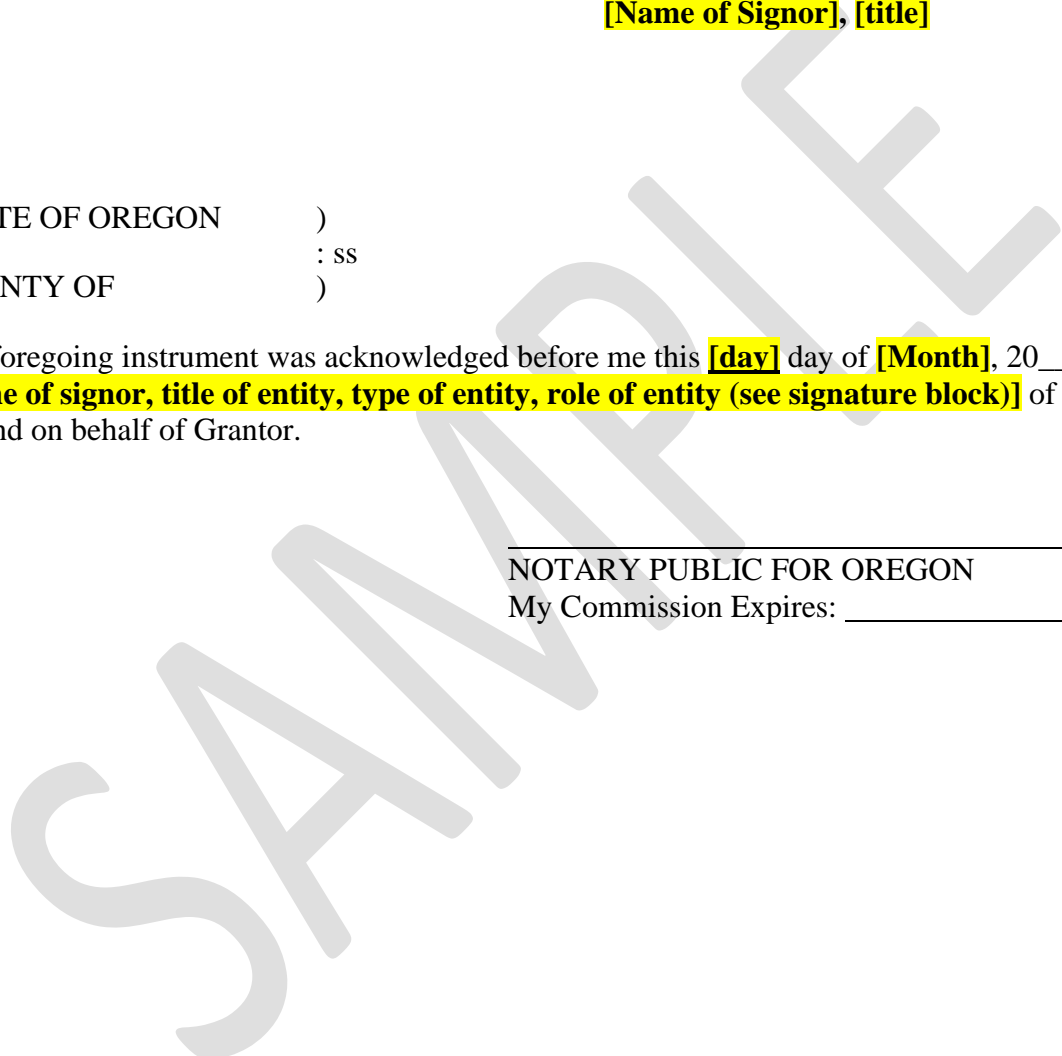 [Name of Signor], [title]
TE OF OREGON )
: ss
NTY OF )
foregoing instrument was acknowledged before me this [day] day of [Month], 20__
e of signor, title of entity, type of entity, role of entity (see signature block)] of
nd on behalf of Grantor.
NOTARY PUBLIC FOR OREGON
My Commission Expires: ____________
SAMPLE